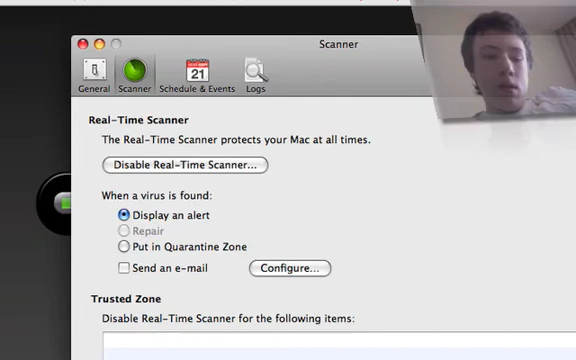 Scanner
General
Scanner
Schedule & Events
Logs
21
Real-Time Scanner
The Real-Time Scanner protects your Mac at all times.
Disable Real-Time Scanner...
When a virus is found:
Display an alert
Repair
Put in Quarantine Zone
Send an e-mail
Configure...
Trusted Zone
Disable Real-Time Scanner for the following items: